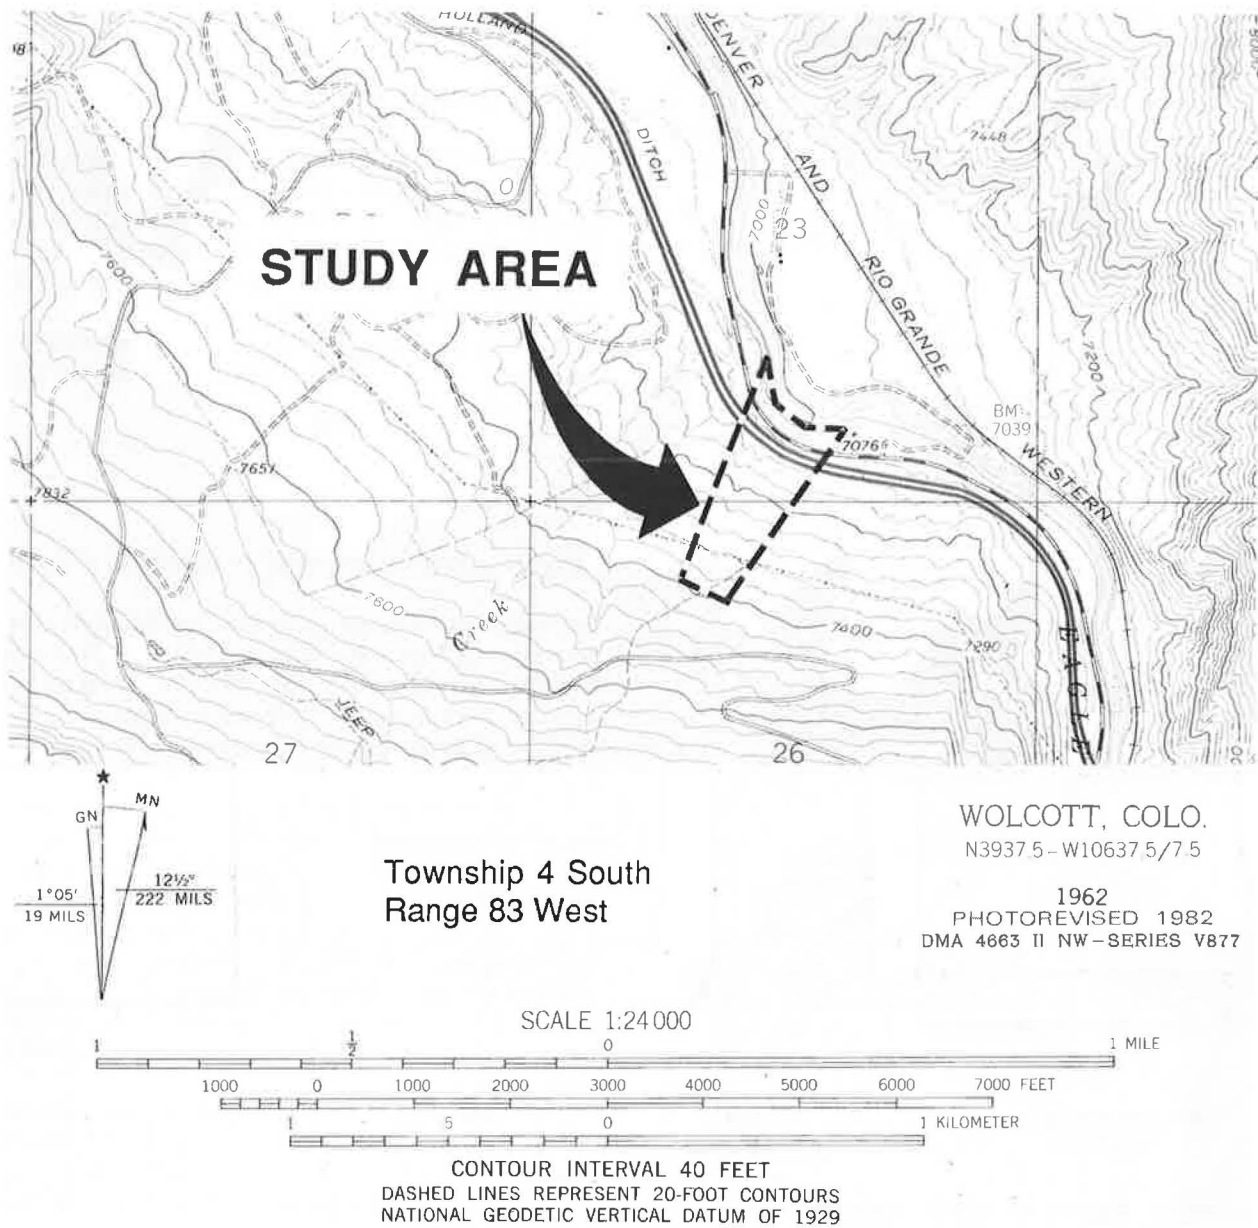 HOLLAND
DENVER
7448
DITCH
AND
7000
23
STUDY AREA
7600
RIO GRANDE
7200
BM
7039
7076
WESTERN
7657
7832
7600
Creek
7400
7290
EAGLE
JEEP
27
26
GN
MN
1°05'
19 MILS
12½°
222 MILS
Township 4 South
Range 83 West
WOLCOTT, COLO.
N3937.5-W10637.5/7.5
1962
PHOTOREVISED 1982
DMA 4663 II NW-SERIES V877
SCALE 1:24 000
1 ½ 0 1 MILE
1000 0 1000 2000 3000 4000 5000 6000 7000 FEET
1 5 0 1 KILOMETER
CONTOUR INTERVAL 40 FEET
DASHED LINES REPRESENT 20-FOOT CONTOURS
NATIONAL GEODETIC VERTICAL DATUM OF 1929